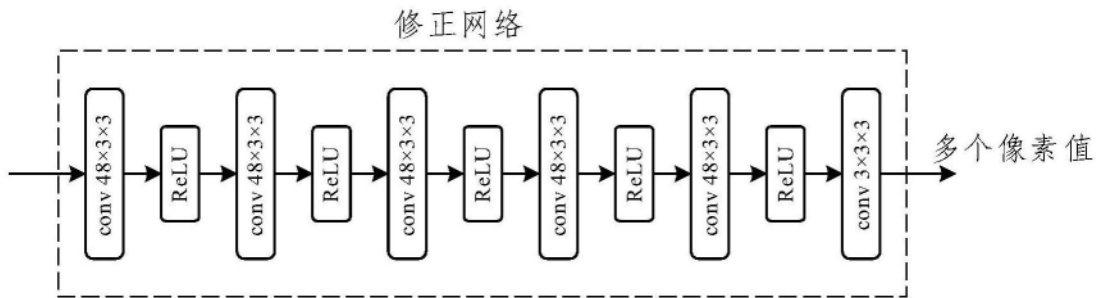 修正网络
conv 48×3×3
ReLU
conv 48×3×3
ReLU
conv 48×3×3
ReLU
conv 48×3×3
ReLU
conv 48×3×3
ReLU
conv 3×3×3
多个像素值